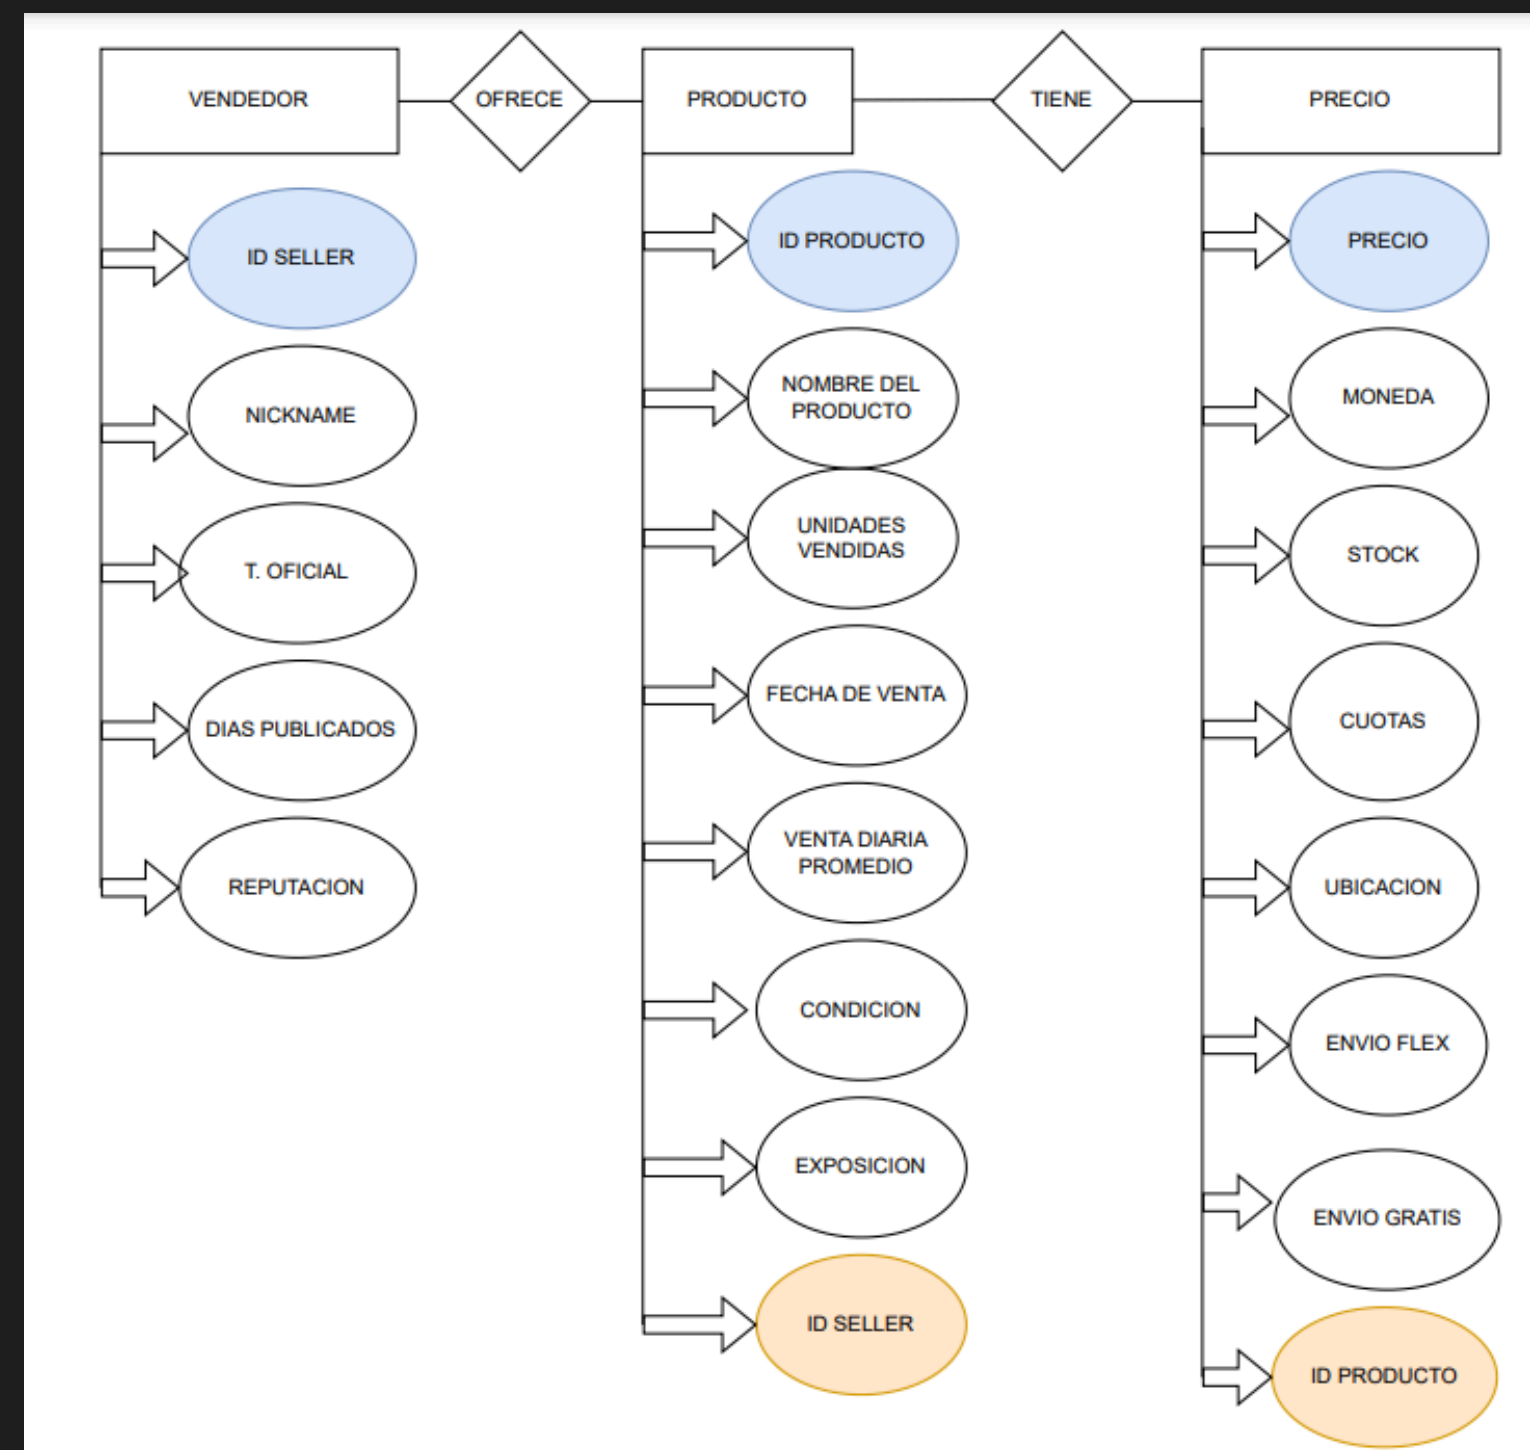 VENDEDOR
OFRECE
PRODUCTO
TIENE
PRECIO
ID SELLER
NICKNAME
T. OFICIAL
DIAS PUBLICADOS
REPUTACION
ID PRODUCTO
NOMBRE DEL
PRODUCTO
UNIDADES
VENDIDAS
FECHA DE VENTA
VENTA DIARIA
PROMEDIO
CONDICION
EXPOSICION
ID SELLER
PRECIO
MONEDA
STOCK
CUOTAS
UBICACION
ENVIO FLEX
ENVIO GRATIS
ID PRODUCTO